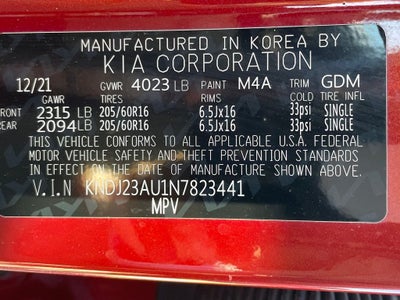 MANUFACTURED IN KOREA BY
KIA CORPORATION
12/21 GVWR 4023 LB PAINT M4A TRIM GDM
GAWR TIRES RIMS COLD TIRE INFL
FRONT 2315 LB 205/60R16 6.5Jx16 33psi SINGLE
REAR 2094 LB 205/60R16 6.5Jx16 33psi SINGLE
THIS VEHICLE CONFORMS TO ALL APPLICABLE U.S.A. FEDERAL
MOTOR VEHICLE SAFETY AND THEFT PREVENTION STANDARDS
IN EFFECT ON THE DATE OF MANUFACTURE SHOWN ABOVE.
V.I.N KNDJ23AU1N7823441
MPV